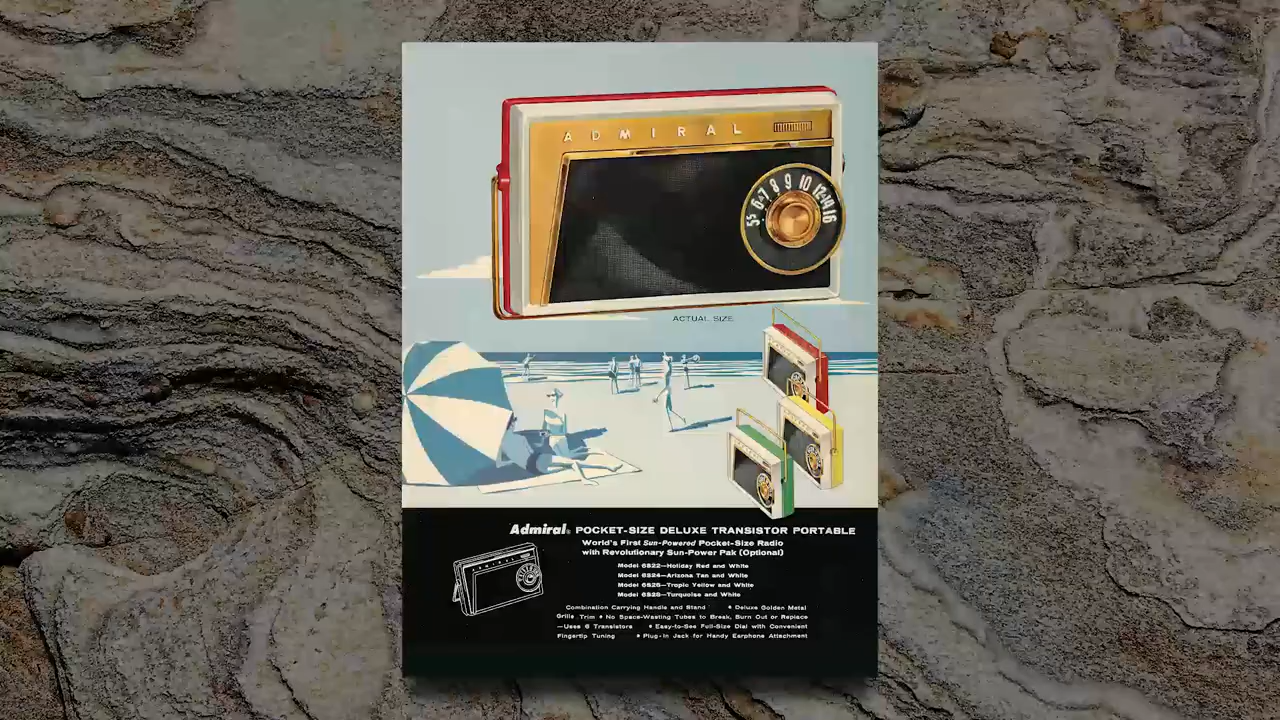 ADMIRAL
55 6 7 8 9 10 12 14 16
ACTUAL SIZE
Admiral® POCKET-SIZE DELUXE TRANSISTOR PORTABLE
World's First Sun-Powered Pocket-Size Radio
with Revolutionary Sun-Power Pak (Optional)
Model 6S22—Holiday Red and White
Model 6S24—Arizona Tan and White
Model 6S26—Tropic Yellow and White
Model 6S28—Turquoise and White
Combination Carrying Handle and Stand • Deluxe Golden Metal
Grille Trim • No Space-Wasting Tubes to Break, Burn Out or Replace
—Uses 6 Transistors • Easy-to-See Full-Size Dial with Convenient
Fingertip Tuning • Plug-in Jack for Handy Earphone Attachment